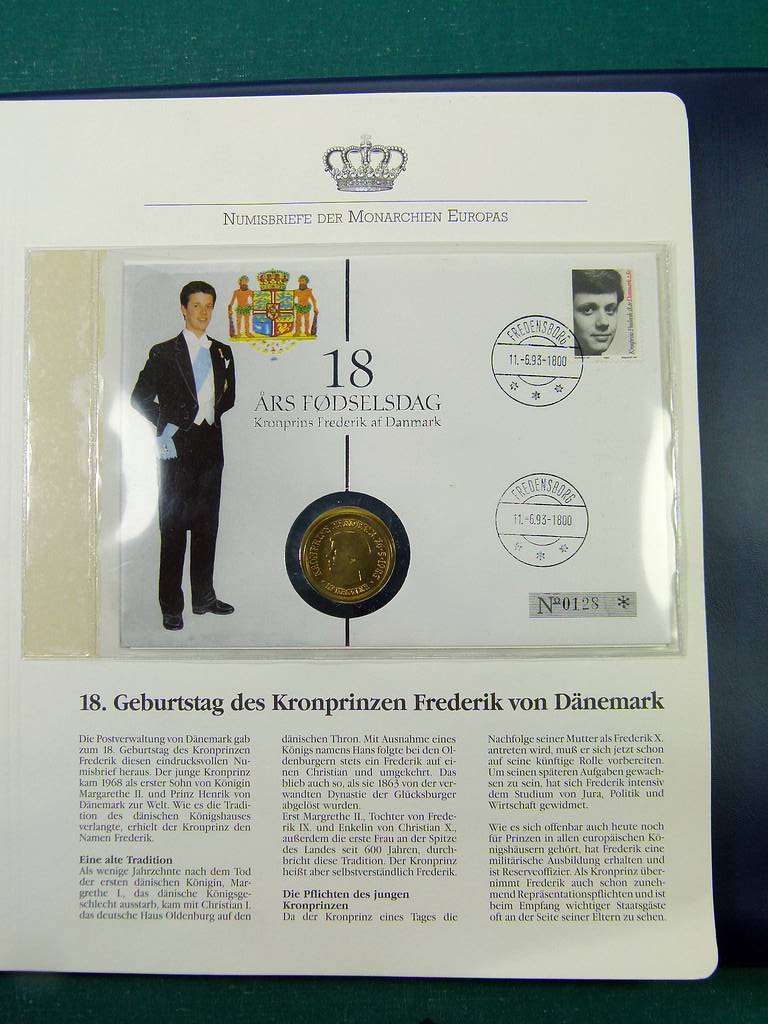 NUMISBRIEFE DER MONARCHIEN EUROPAS
18
ÅRS FØDSELSDAG
Kronprins Frederik af Danmark
FREDENSBORG
11.-6.93-1800
Kronprins Frederik
Danmark
FREDENSBORG
11.-6.93-1800
Nº0128 *
18. Geburtstag des Kronprinzen Frederik von Dänemark
Die Postverwaltung von Dänemark gab
zum 18. Geburtstag des Kronprinzen
Frederik diesen eindrucksvollen Nu-
misbrief heraus. Der junge Kronprinz
kam 1968 als erster Sohn von Königin
Margarethe II. und Prinz Henrik von
Dänemark zur Welt. Wie es die Tradi-
tion des dänischen Königshauses
verlangte, erhielt der Kronprinz den
Namen Frederik.
Eine alte Tradition
Als wenige Jahrzehnte nach dem Tod
der ersten dänischen Königin, Mar-
grethe I., das dänische Königsge-
schlecht ausstarb, kam mit Christian I.
das deutsche Haus Oldenburg auf den
dänischen Thron. Mit Ausnahme eines
Königs namens Hans folgte bei den Ol-
denburgern stets ein Frederik auf ei-
nen Christian und umgekehrt. Das
blieb auch so, als sie 1863 von der ver-
wandten Dynastie der Glücksburger
abgelöst wurden.
Erst Margrethe II., Tochter von Frede-
rik IX. und Enkelin von Christian X.,
außerdem die erste Frau an der Spitze
des Landes seit 600 Jahren, durch-
bricht diese Tradition. Der Kronprinz
heißt aber selbstverständlich Frederik.
Die Pflichten des jungen
Kronprinzen
Da der Kronprinz eines Tages die
Nachfolge seiner Mutter als Frederik X.
antreten wird, muß er sich jetzt schon
auf seine künftige Rolle vorbereiten.
Um seinen späteren Aufgaben gewach-
sen zu sein, hat sich Frederik intensiv
dem Studium von Jura, Politik und
Wirtschaft gewidmet.
Wie es sich offenbar auch heute noch
für Prinzen in allen europäischen Kö-
nigshäusern gehört, hat Frederik eine
militärische Ausbildung erhalten und
ist Reserveoffizier. Als Kronprinz über-
nimmt Frederik auch schon zuneh-
mend Repräsentationspflichten und ist
beim Empfang wichtiger Staatsgäste
oft an der Seite seiner Eltern zu sehen.